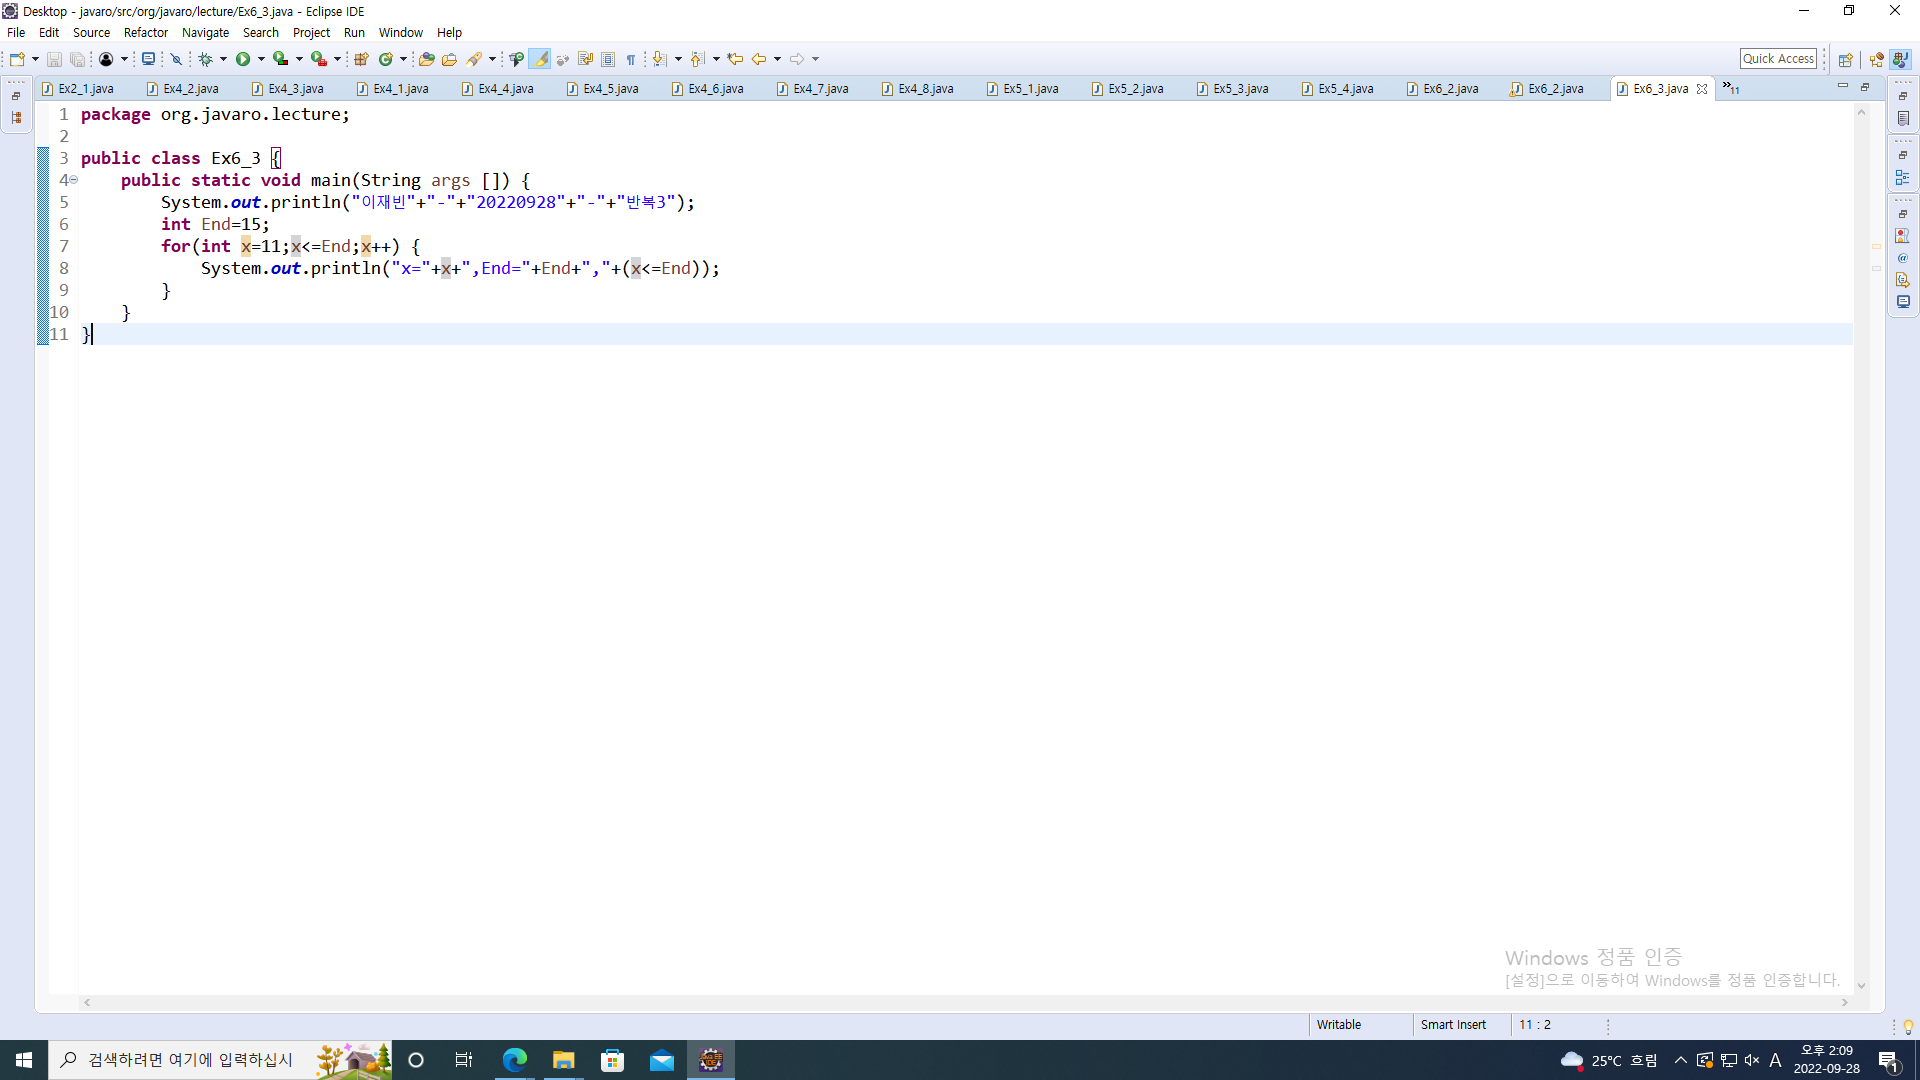 Desktop - javaro/src/org/javaro/lecture/Ex6_3.java - Eclipse IDE
File Edit Source Refactor Navigate Search Project Run Window Help
Quick Access
Ex2_1.java Ex4_2.java Ex4_3.java Ex4_1.java Ex4_4.java Ex4_5.java Ex4_6.java Ex4_7.java Ex4_8.java Ex5_1.java Ex5_2.java Ex5_3.java Ex5_4.java Ex6_2.java Ex6_2.java Ex6_3.java »11
1 package org.javaro.lecture;
2
3 public class Ex6_3 {
4 public static void main(String args []) {
5 System.out.println("이재빈"+"-"+"20220928"+"-"+"반복3");
6 int End=15;
7 for(int x=11;x<=End;x++) {
8 System.out.println("x="+x+",End="+End+","+(x<=End));
9 }
10 }
11 }
Windows 정품 인증
[설정]으로 이동하여 Windows를 정품 인증합니다.
Writable Smart Insert 11 : 2
검색하려면 여기에 입력하십시
Java EE IDE
25°C 흐림
A
오후 2:09
2022-09-28
1